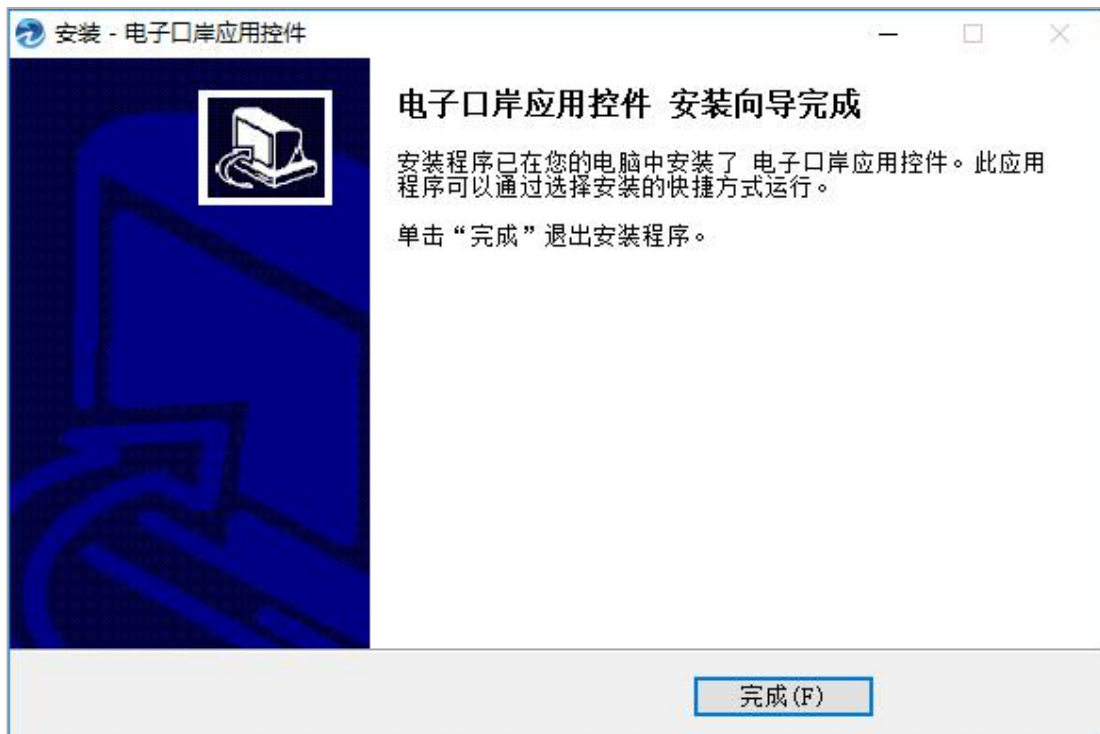 安装 - 电子口岸应用控件
电子口岸应用控件 安装向导完成
安装程序已在您的电脑中安装了 电子口岸应用控件。此应用
程序可以通过选择安装的快捷方式运行。
单击“完成”退出安装程序。
完成(F)